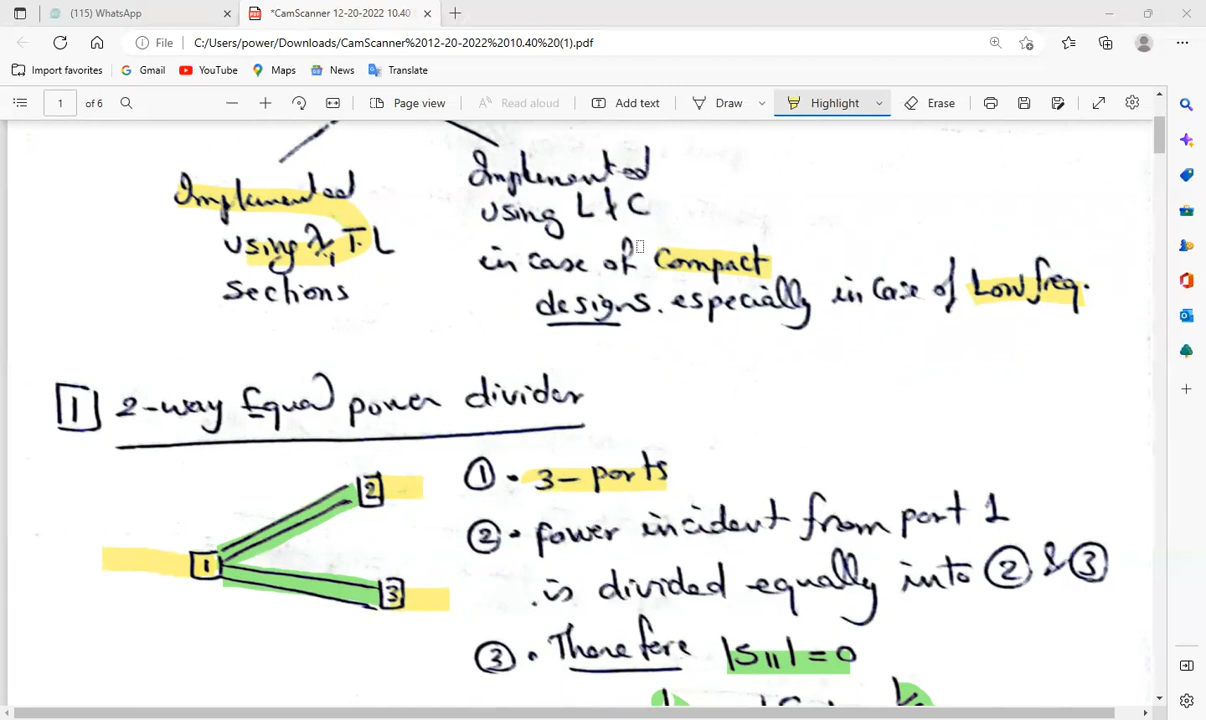 (115) WhatsApp
*CamScanner 12-20-2022 10.40
File
C:/Users/power/Downloads/CamScanner%2012-20-2022%2010.40%20(1).pdf
Import favorites
Gmail
YouTube
Maps
News
Translate
1 of 6
Page view
Read aloud
Add text
Draw
Highlight
Erase
Implemented
using λ/4 T.L
sections
Implemented
using L & C
in case of Compact
designs. especially in case of Low freq.
1 2-way Equal power divider
1
2
3
① • 3-ports
② • power incident from port 1
. is divided equally into ② & ③
③ • Therefore |S11| = 0